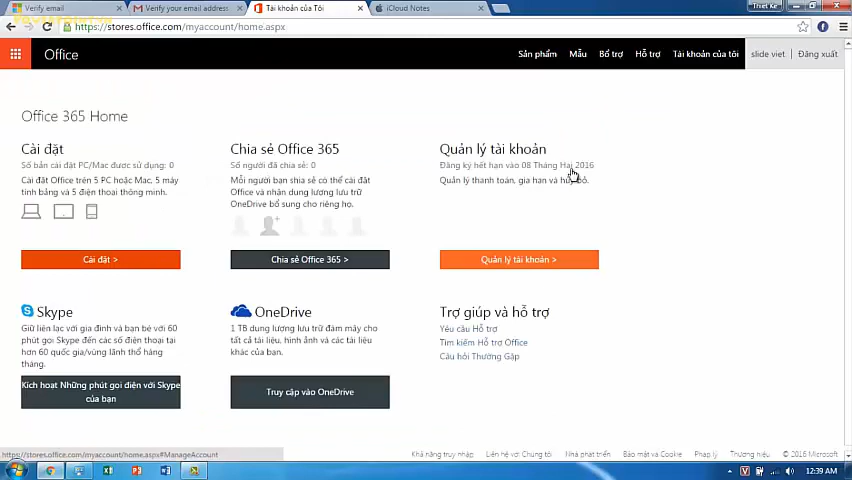 Verify email
Verify your email address
Tài khoản của Tôi
iCloud Notes
Thiet Ke
https://stores.office.com/myaccount/home.aspx
Office
Sản phẩm
Mẫu
Bổ trợ
Hỗ trợ
Tài khoản của tôi
slide viet
Đăng xuất
Office 365 Home
Cài đặt
Số bản cài đặt PC/Mac được sử dụng: 0
Cài đặt Office trên 5 PC hoặc Mac, 5 máy
tính bảng và 5 điện thoại thông minh.
Cài đặt >
Chia sẻ Office 365
Số người đã chia sẻ: 0
Mỗi người bạn chia sẻ có thể cài đặt
Office và nhận dung lượng lưu trữ
OneDrive bổ sung cho riêng họ.
Chia sẻ Office 365 >
Quản lý tài khoản
Đăng ký hết hạn vào 08 Tháng Hai 2016
Quản lý thanh toán, gia hạn và hủy bỏ.
Quản lý tài khoản >
Skype
Giữ liên lạc với gia đình và bạn bè với 60
phút gọi Skype đến các số điện thoại tại
hơn 60 quốc gia/vùng lãnh thổ hàng
tháng.
Kích hoạt Những phút gọi điện với Skype
của bạn
OneDrive
1 TB dung lượng lưu trữ đám mây cho
tất cả tài liệu, hình ảnh và các tài liệu
khác của bạn.
Truy cập vào OneDrive
Trợ giúp và hỗ trợ
Yêu cầu Hỗ trợ
Tìm kiếm Hỗ trợ Office
Câu hỏi Thường Gặp
https://stores.office.com/myaccount/home.aspx#ManageAccount
Khả năng truy nhập
Liên hệ với Chúng tôi
Nhà phát triển
Bảo mật và Cookie
Pháp lý
Thương hiệu
© 2016 Microsoft
12:39 AM